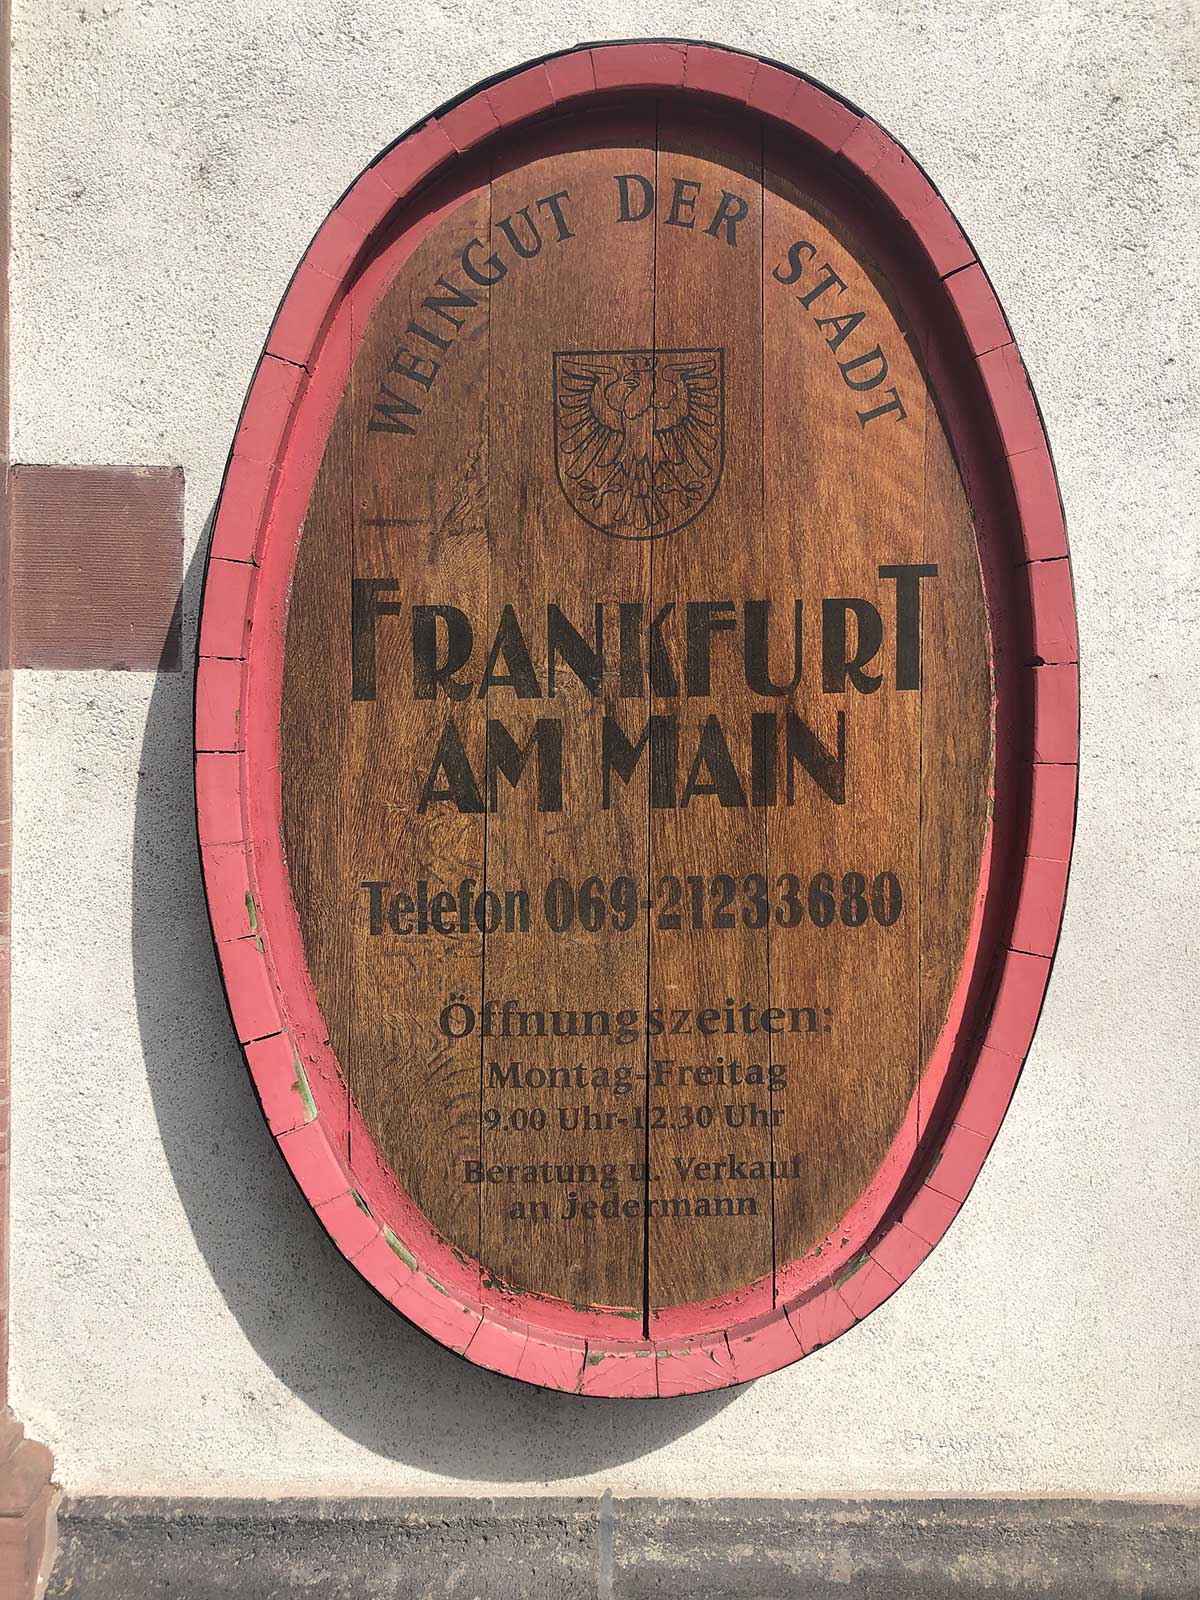 WEINGUT DER STADT
FRANKFURT
AM MAIN
Telefon 069-21233680
Öffnungszeiten:
Montag-Freitag
9.00 Uhr-12.30 Uhr
Beratung u. Verkauf
an jedermann